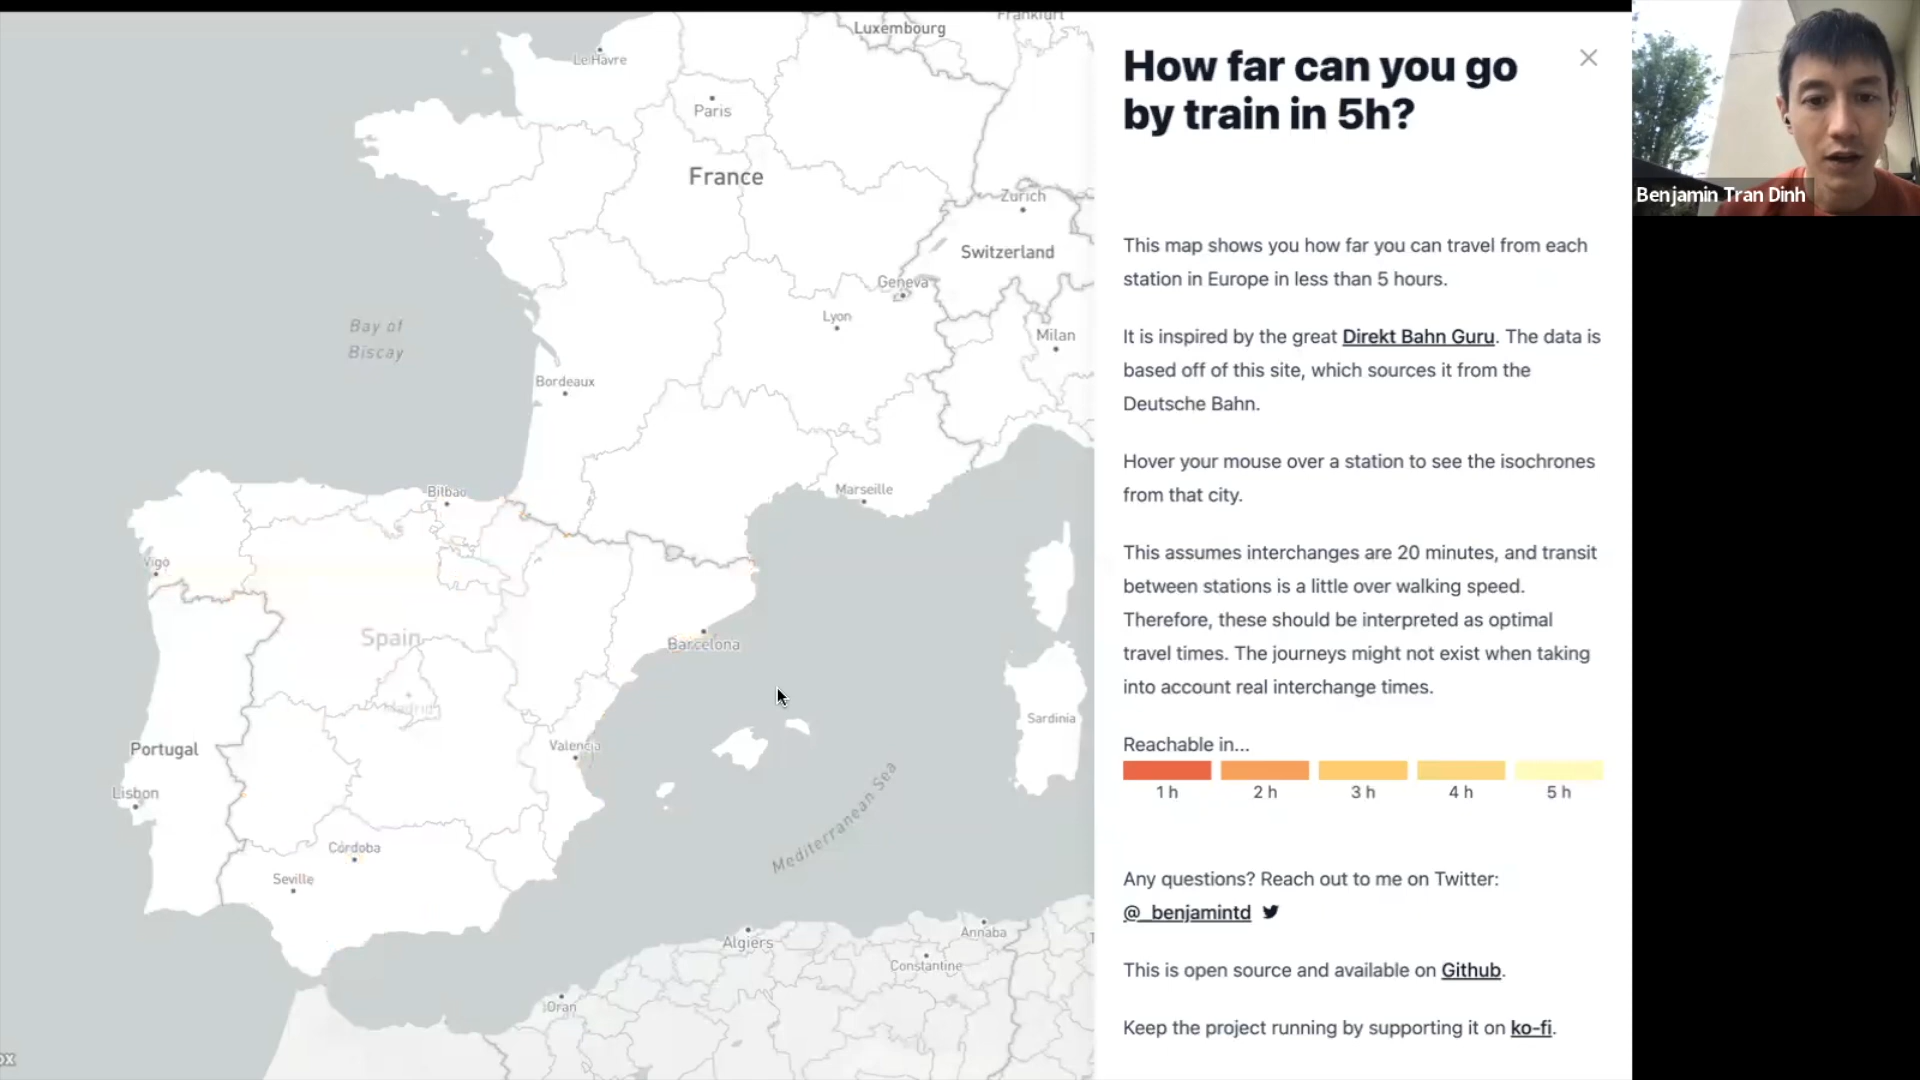 Frankfurt
Luxembourg
Le Havre
Paris
France
Zurich
Switzerland
Geneva
Lyon
Milan
Bay of
Biscay
Bordeaux
Bilbao
Marseille
Vigo
Spain
Barcelona
Madrid
Sardinia
Portugal
Valencia
Lisbon
Mediterranean Sea
Córdoba
Seville
Algiers
Annaba
Constantine
Oran
ox
How far can you go
by train in 5h?
This map shows you how far you can travel from each
station in Europe in less than 5 hours.
It is inspired by the great Direkt Bahn Guru. The data is
based off of this site, which sources it from the
Deutsche Bahn.
Hover your mouse over a station to see the isochrones
from that city.
This assumes interchanges are 20 minutes, and transit
between stations is a little over walking speed.
Therefore, these should be interpreted as optimal
travel times. The journeys might not exist when taking
into account real interchange times.
Reachable in...
1 h 2 h 3 h 4 h 5 h
Any questions? Reach out to me on Twitter:
@_benjamintd
This is open source and available on Github.
Keep the project running by supporting it on ko-fi.
Benjamin Tran Dinh